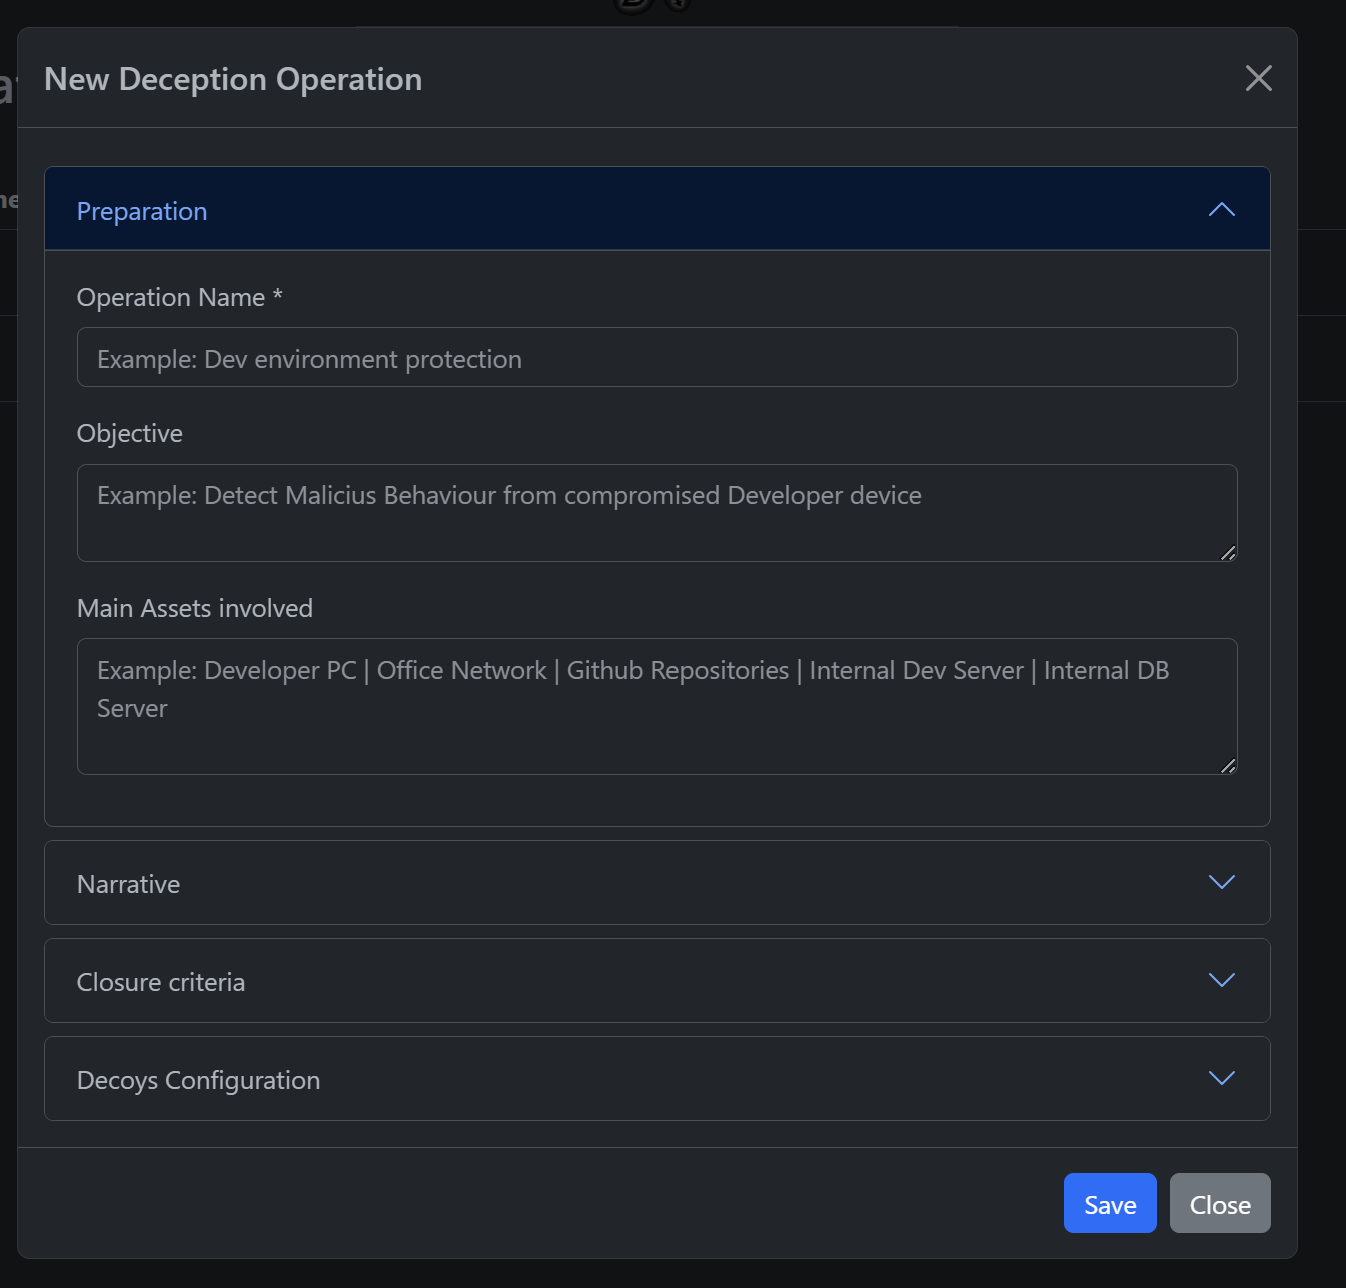 New Deception Operation
Preparation
Operation Name *
Example: Dev environment protection
Objective
Example: Detect Malicius Behaviour from compromised Developer device
Main Assets involved
Example: Developer PC | Office Network | Github Repositories | Internal Dev Server | Internal DB
Server
Narrative
Closure criteria
Decoys Configuration
Save
Close